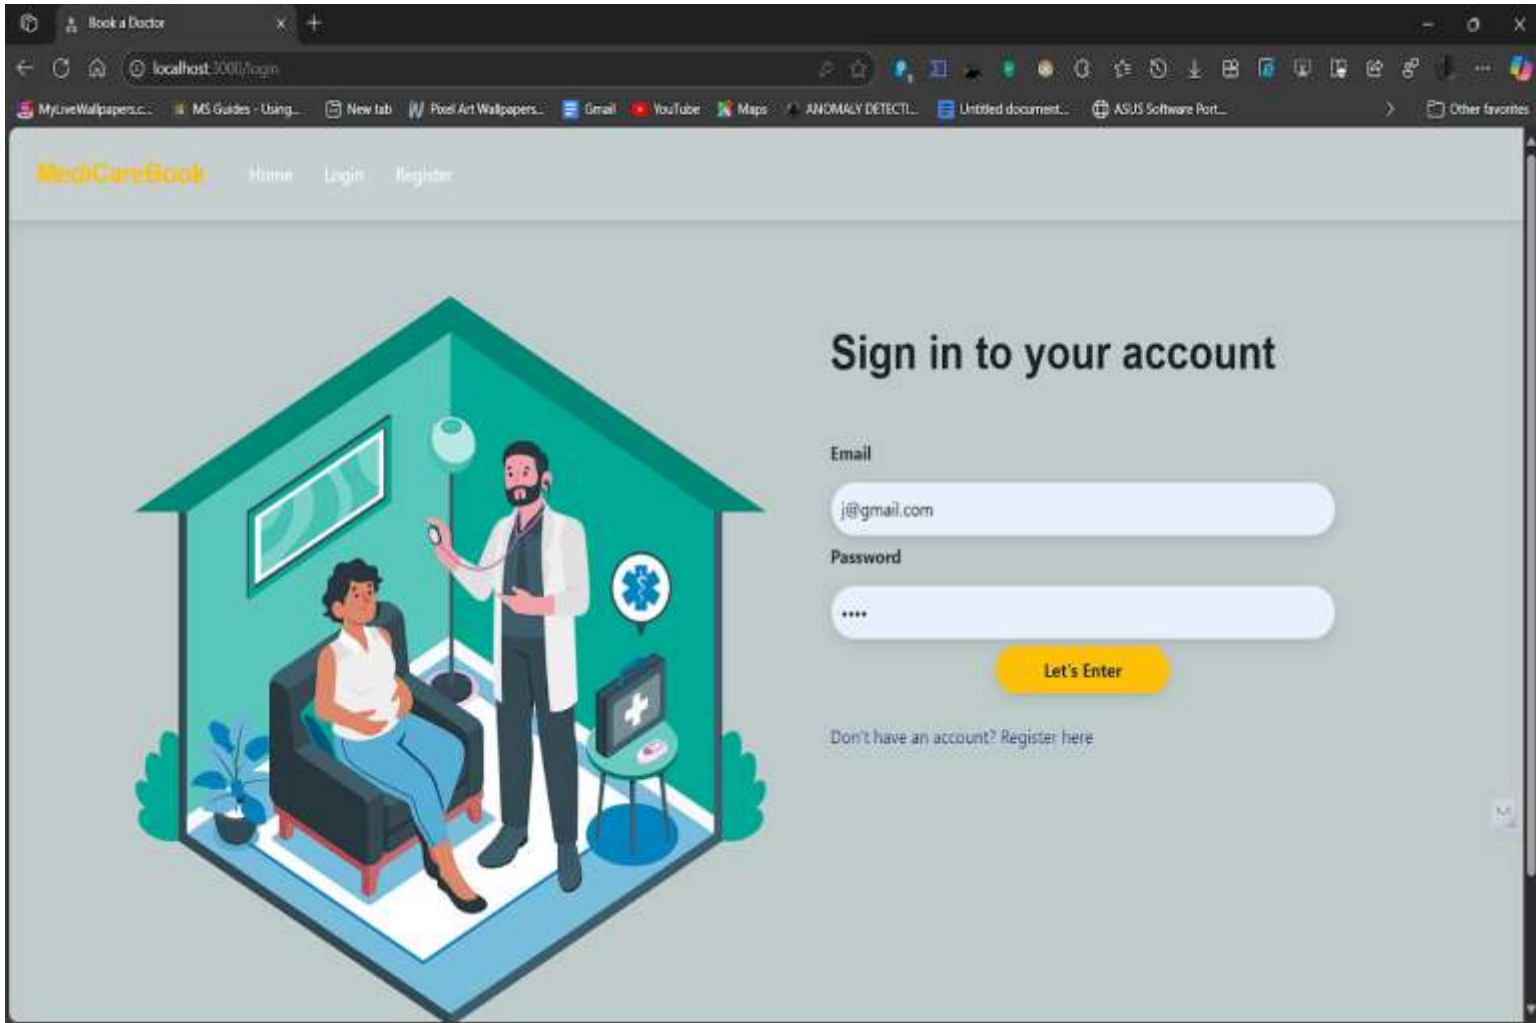 Book a Doctor
localhost:3000/login
MyLiveWallpapers.c... MS Guides - Using... New tab Pixel Art Wallpapers... Gmail YouTube Maps ANOMALY DETECTI... Untitled document... ASUS Software Port... Other favorites
MediCareBook Home Login Register
Sign in to your account
Email
j@gmail.com
Password
••••
Let's Enter
Don't have an account? Register here